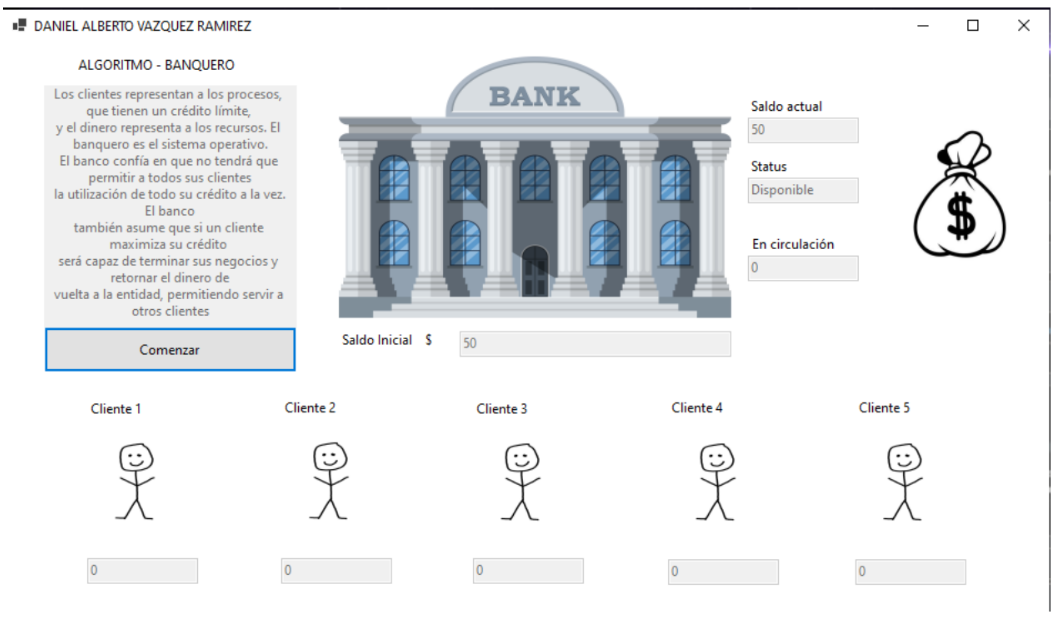 DANIEL ALBERTO VAZQUEZ RAMIREZ
ALGORITMO - BANQUERO
Los clientes representan a los procesos,
que tienen un crédito límite,
y el dinero representa a los recursos. El
banquero es el sistema operativo.
El banco confía en que no tendrá que
permitir a todos sus clientes
la utilización de todo su crédito a la vez.
El banco
también asume que si un cliente
maximiza su crédito
será capaz de terminar sus negocios y
retornar el dinero de
vuelta a la entidad, permitiendo servir a
otros clientes
Comenzar
BANK
Saldo Inicial $
50
Saldo actual
50
Status
Disponible
En circulación
0
$
Cliente 1
Cliente 2
Cliente 3
Cliente 4
Cliente 5
0
0
0
0
0